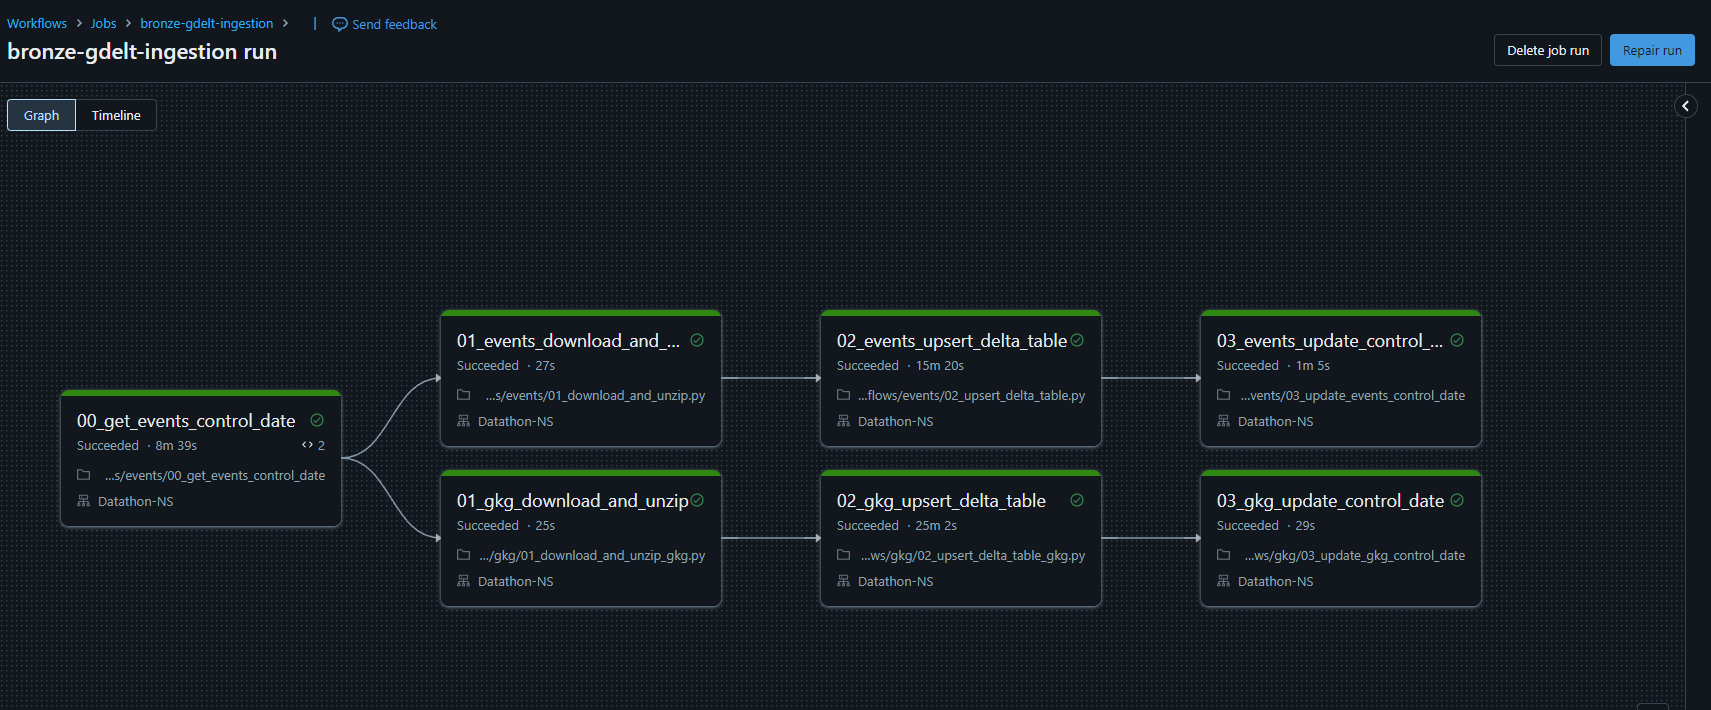 Workflows > Jobs > bronze-gdelt-ingestion > | Send feedback
bronze-gdelt-ingestion run
Delete job run
Repair run
Graph
Timeline
00_get_events_control_date
Succeeded · 8m 39s
2
...s/events/00_get_events_control_date
Datathon-NS
01_events_download_and_...
Succeeded · 27s
...s/events/01_download_and_unzip.py
Datathon-NS
02_events_upsert_delta_table
Succeeded · 15m 20s
...flows/events/02_upsert_delta_table.py
Datathon-NS
03_events_update_control_...
Succeeded · 1m 5s
...vents/03_update_events_control_date
Datathon-NS
01_gkg_download_and_unzip
Succeeded · 25s
.../gkg/01_download_and_unzip_gkg.py
Datathon-NS
02_gkg_upsert_delta_table
Succeeded · 25m 2s
...ws/gkg/02_upsert_delta_table_gkg.py
Datathon-NS
03_gkg_update_control_date
Succeeded · 29s
...ws/gkg/03_update_gkg_control_date
Datathon-NS